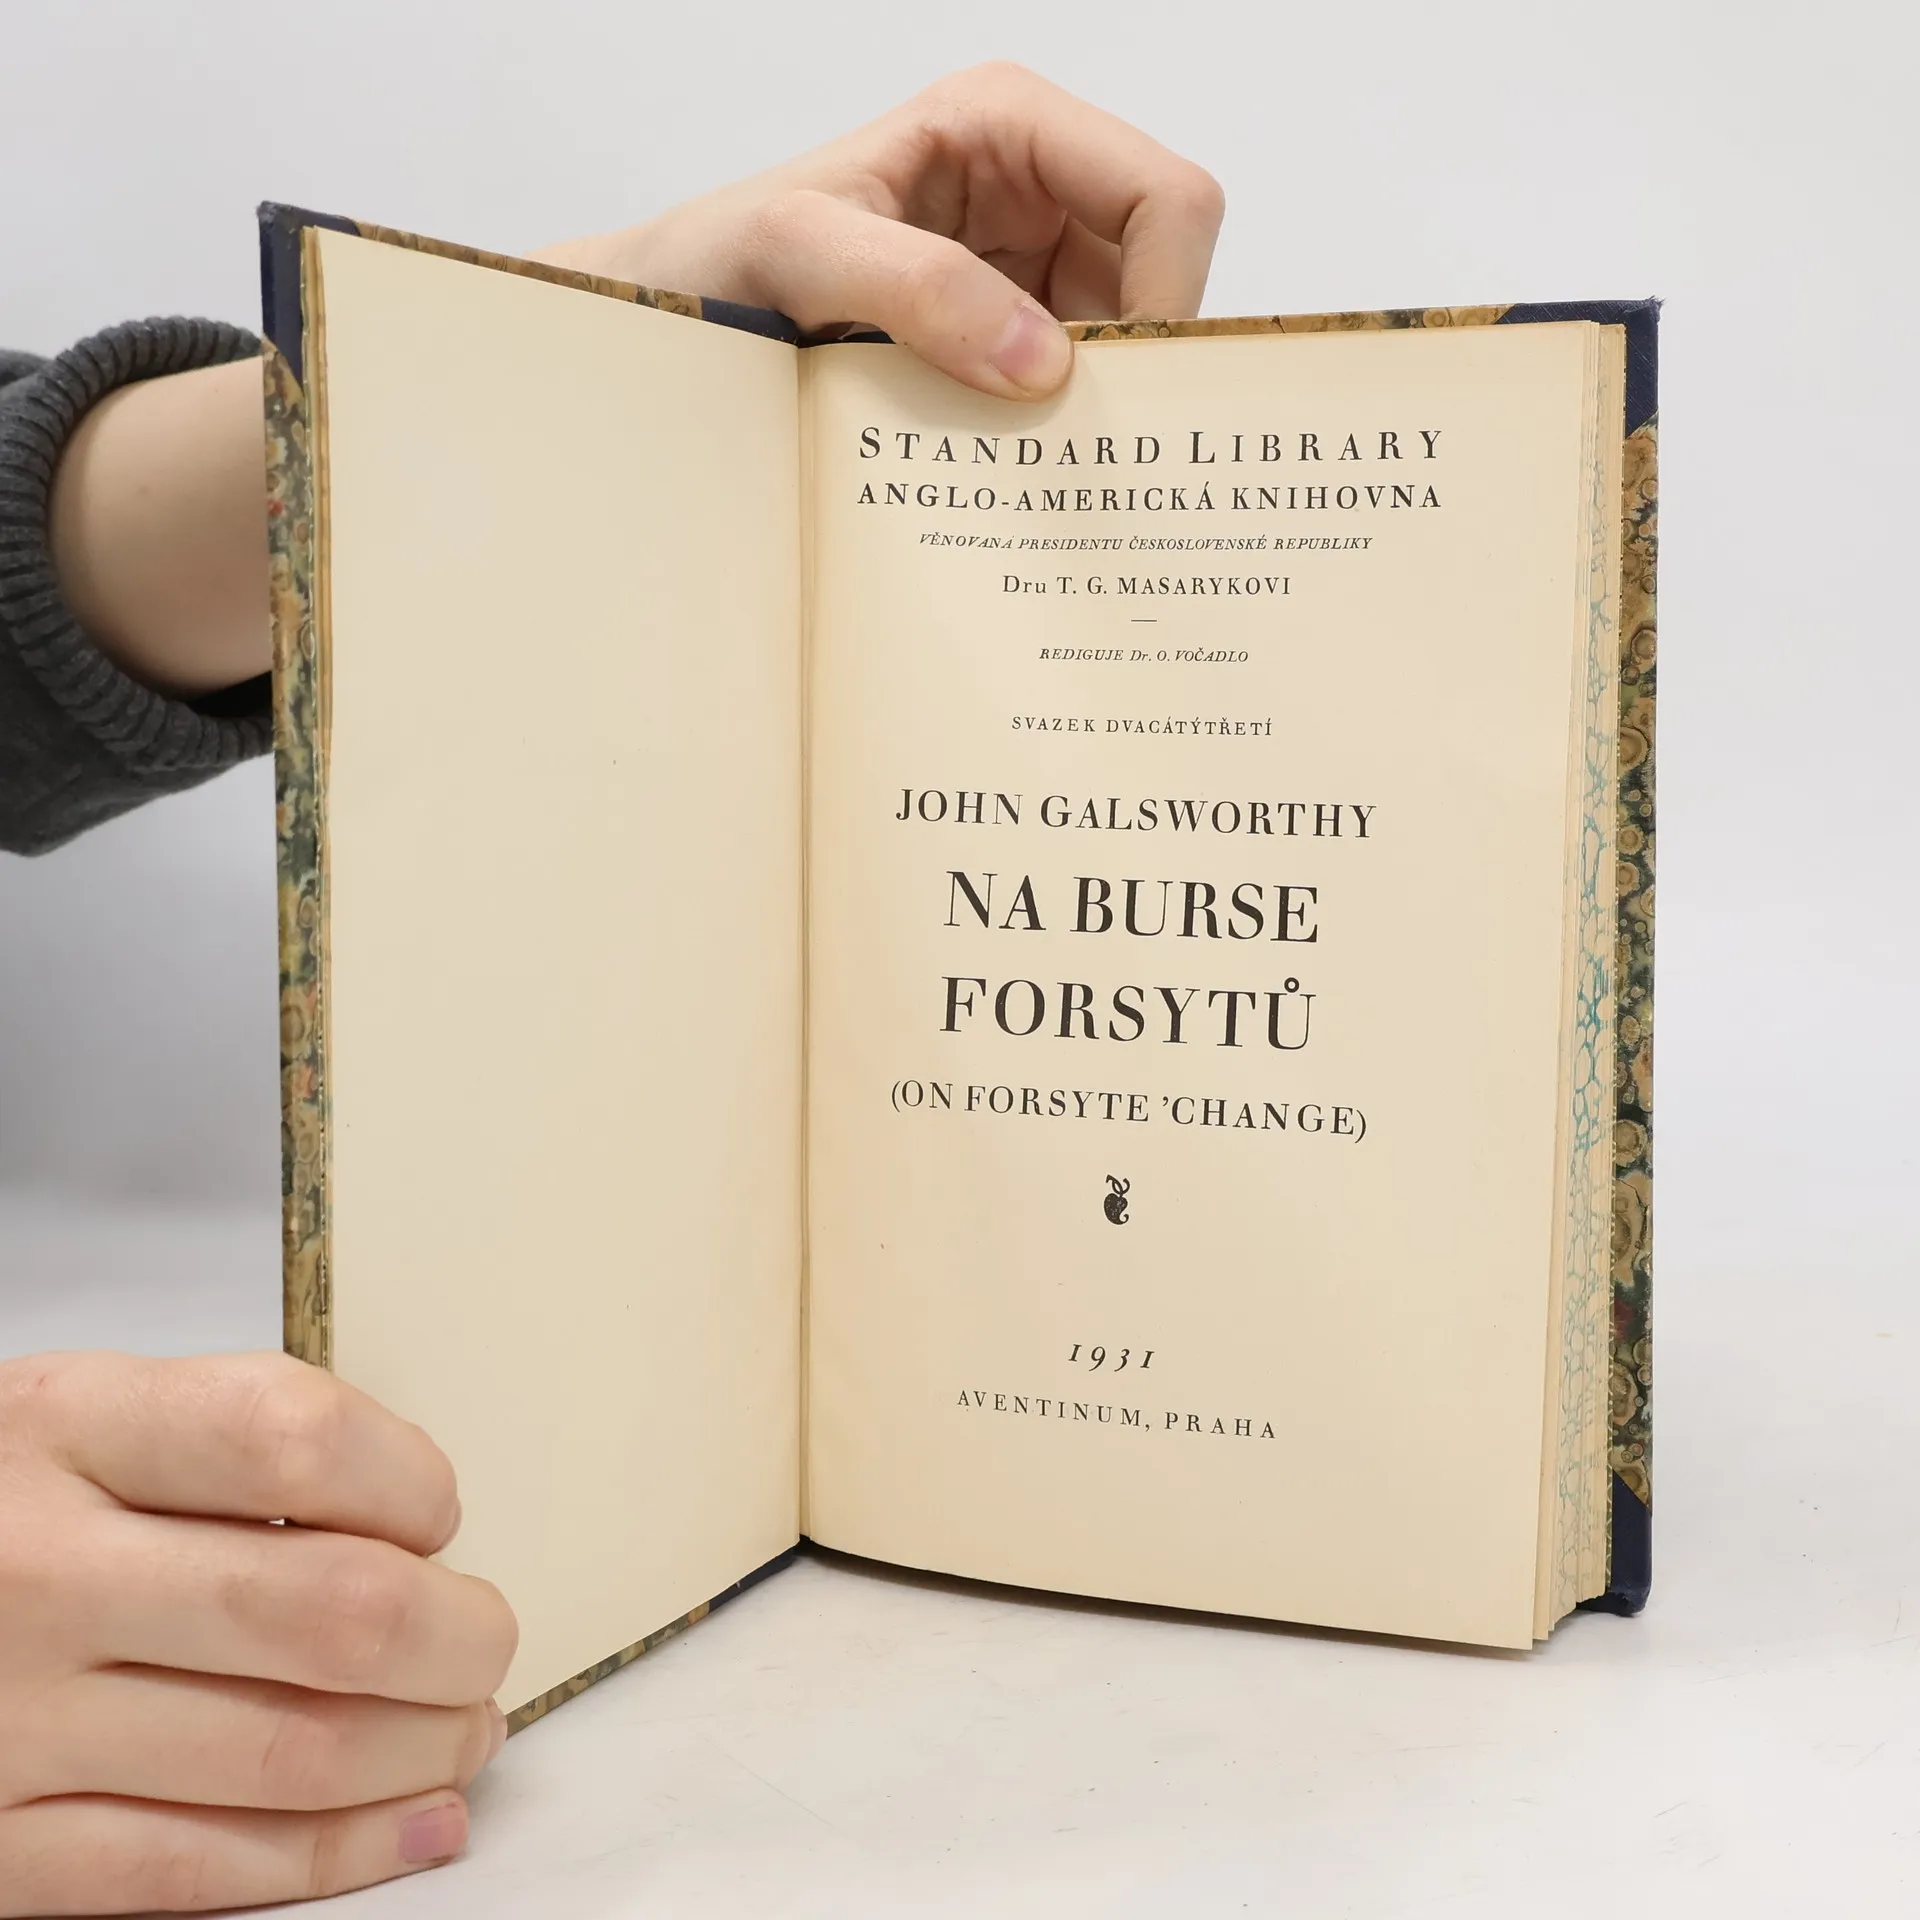 STANDARD LIBRARY
ANGLO-AMERICKÁ KNIHOVNA
VĚNOVANÁ PRESIDENTU ČESKOSLOVENSKÉ REPUBLIKY
Dru T. G. MASARYKOVI
REDIGUJE Dr. O. VOČADLO
SVAZEK DVACÁTÝTŘETÍ
JOHN GALSWORTHY
NA BURSE
FORSYTŮ
(ON FORSYTE ’CHANGE)
1931
AVENTINUM, PRAHA